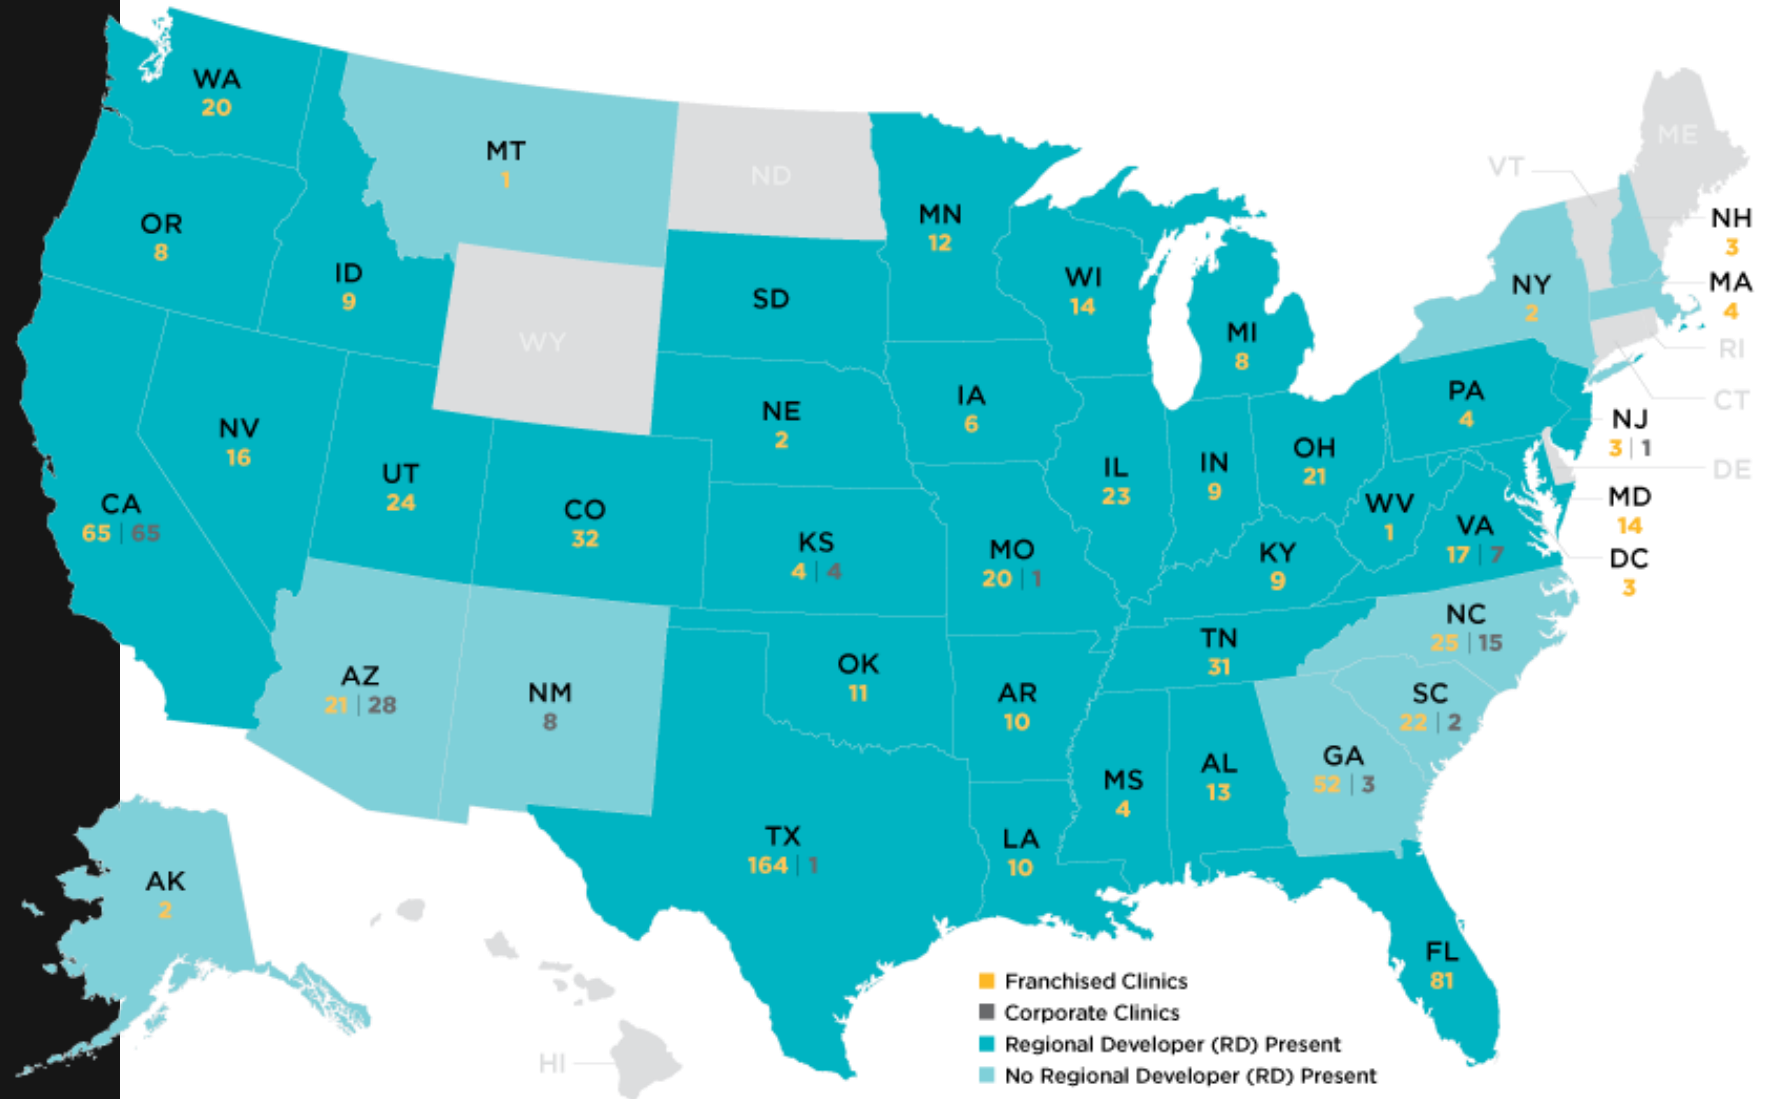 WA
20
MT
1
ND
OR
8
ID
9
WY
SD
MN
12
WI
14
MI
8
VT
ME
NH
3
NY
2
MA
4
RI
CT
PA
4
NJ
3 | 1
DE
MD
14
DC
3
NE
2
IA
6
NV
16
UT
24
CO
32
CA
65 | 65
KS
4 | 4
MO
20 | 1
IL
23
IN
9
OH
21
WV
1
VA
17 | 7
KY
9
NC
25 | 15
TN
31
SC
22 | 2
AZ
21 | 28
NM
8
OK
11
AR
10
MS
4
AL
13
GA
52 | 3
TX
164 | 1
LA
10
AK
2
FL
81
HI
Franchised Clinics
Corporate Clinics
Regional Developer (RD) Present
No Regional Developer (RD) Present